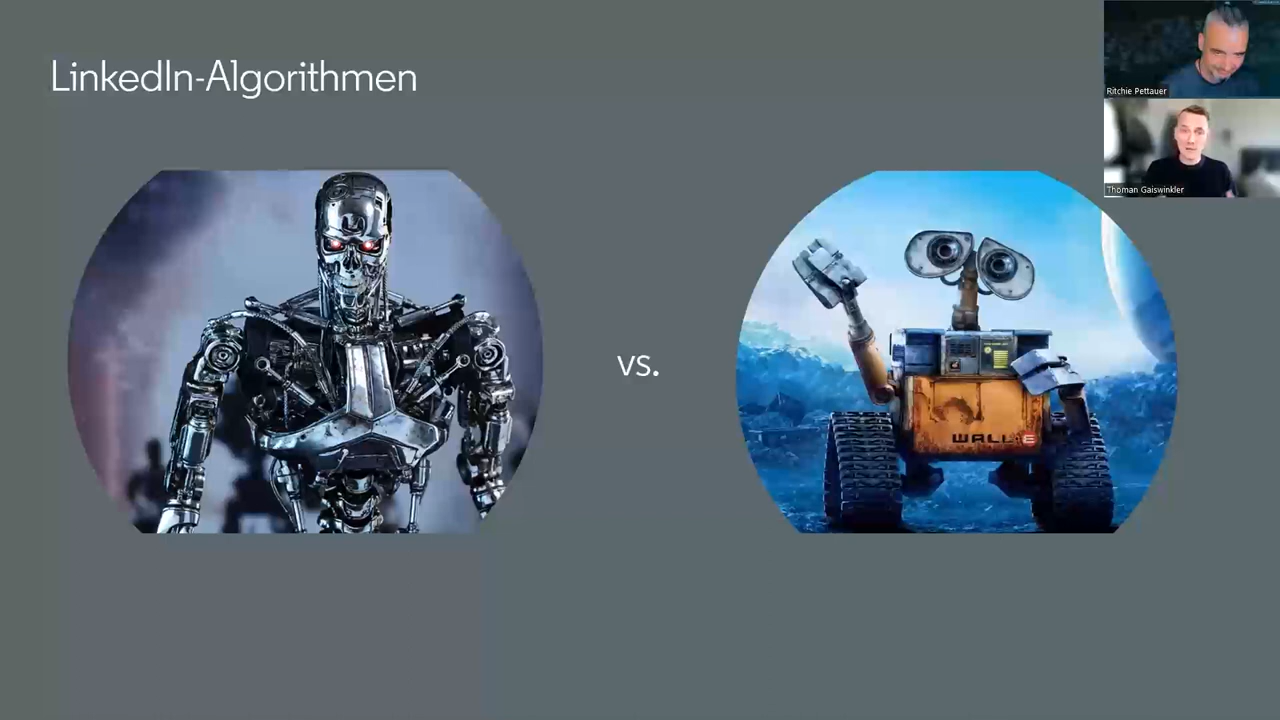 LinkedIn-Algorithmen
Ritchie Pettauer
Thoman Gaiswinkler
vs.
WALL·E